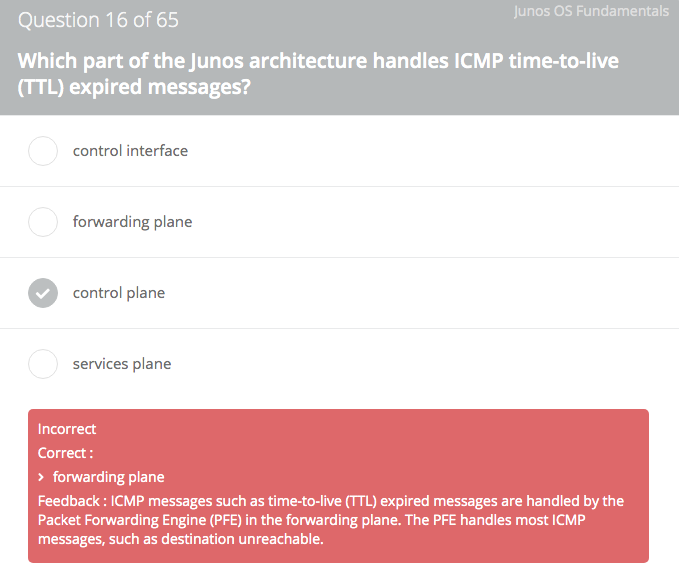 Question 16 of 65
Junos OS Fundamentals
Which part of the Junos architecture handles ICMP time-to-live
(TTL) expired messages?
control interface
forwarding plane
control plane
services plane
Incorrect
Correct :
> forwarding plane
Feedback : ICMP messages such as time-to-live (TTL) expired messages are handled by the
Packet Forwarding Engine (PFE) in the forwarding plane. The PFE handles most ICMP
messages, such as destination unreachable.